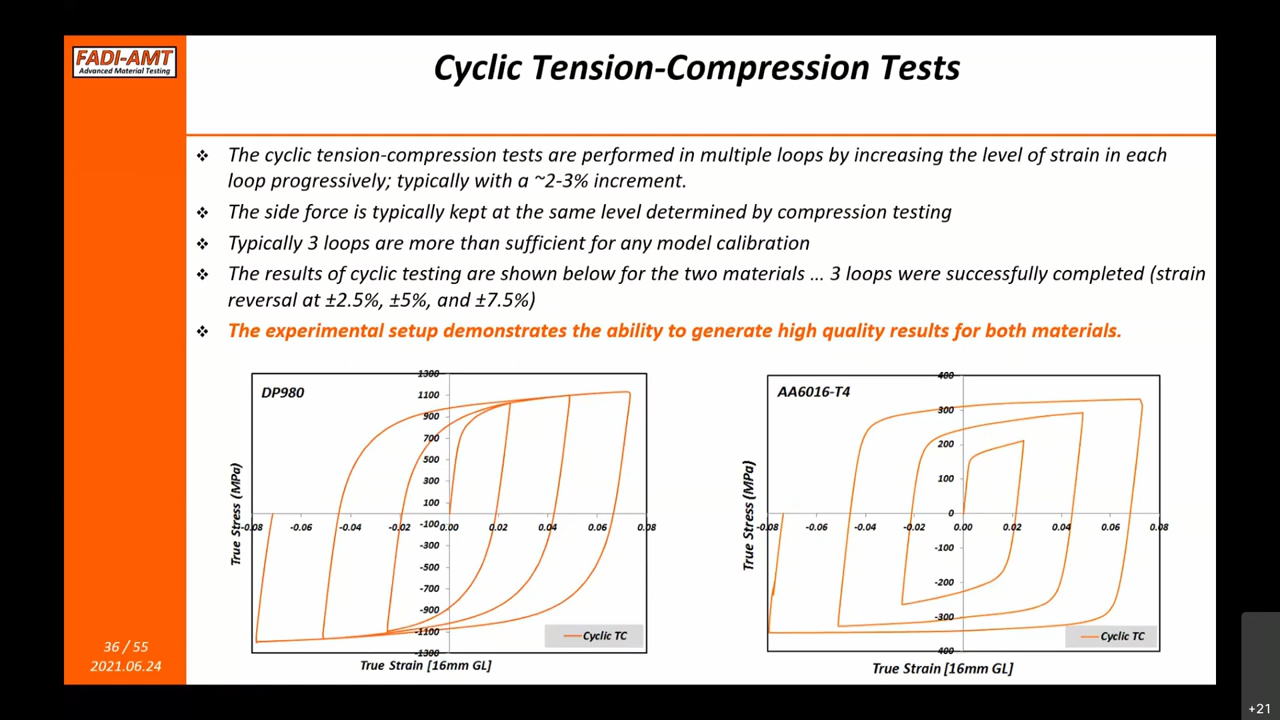 FADI-AMT
Advanced Material Testing
Cyclic Tension-Compression Tests
❖ The cyclic tension-compression tests are performed in multiple loops by increasing the level of strain in each
loop progressively; typically with a ~2-3% increment.
❖ The side force is typically kept at the same level determined by compression testing
❖ Typically 3 loops are more than sufficient for any model calibration
❖ The results of cyclic testing are shown below for the two materials ... 3 loops were successfully completed (strain
reversal at ±2.5%, ±5%, and ±7.5%)
❖ The experimental setup demonstrates the ability to generate high quality results for both materials.
DP980
True Stress (MPa)
1300
1100
900
700
500
300
100
-100
-300
-500
-700
-900
-1100
-1300
-0.08 -0.06 -0.04 -0.02 0.00 0.02 0.04 0.06 0.08
Cyclic TC
True Strain [16mm GL]
AA6016-T4
True Stress (MPa)
400
300
200
100
0
-100
-200
-300
400
-0.08 -0.06 -0.04 -0.02 0.00 0.02 0.04 0.06 0.08
Cyclic TC
True Strain [16mm GL]
36 / 55
2021.06.24
+21